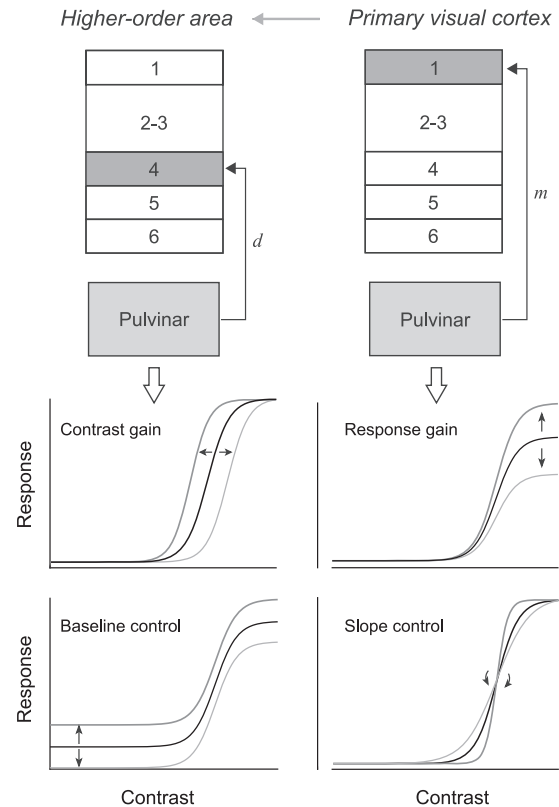 Higher-order area
Primary visual cortex
1
2-3
4
5
6
d
Pulvinar
1
2-3
4
5
6
m
Pulvinar
Contrast gain
Response
Response gain
Baseline control
Response
Contrast
Slope control
Contrast